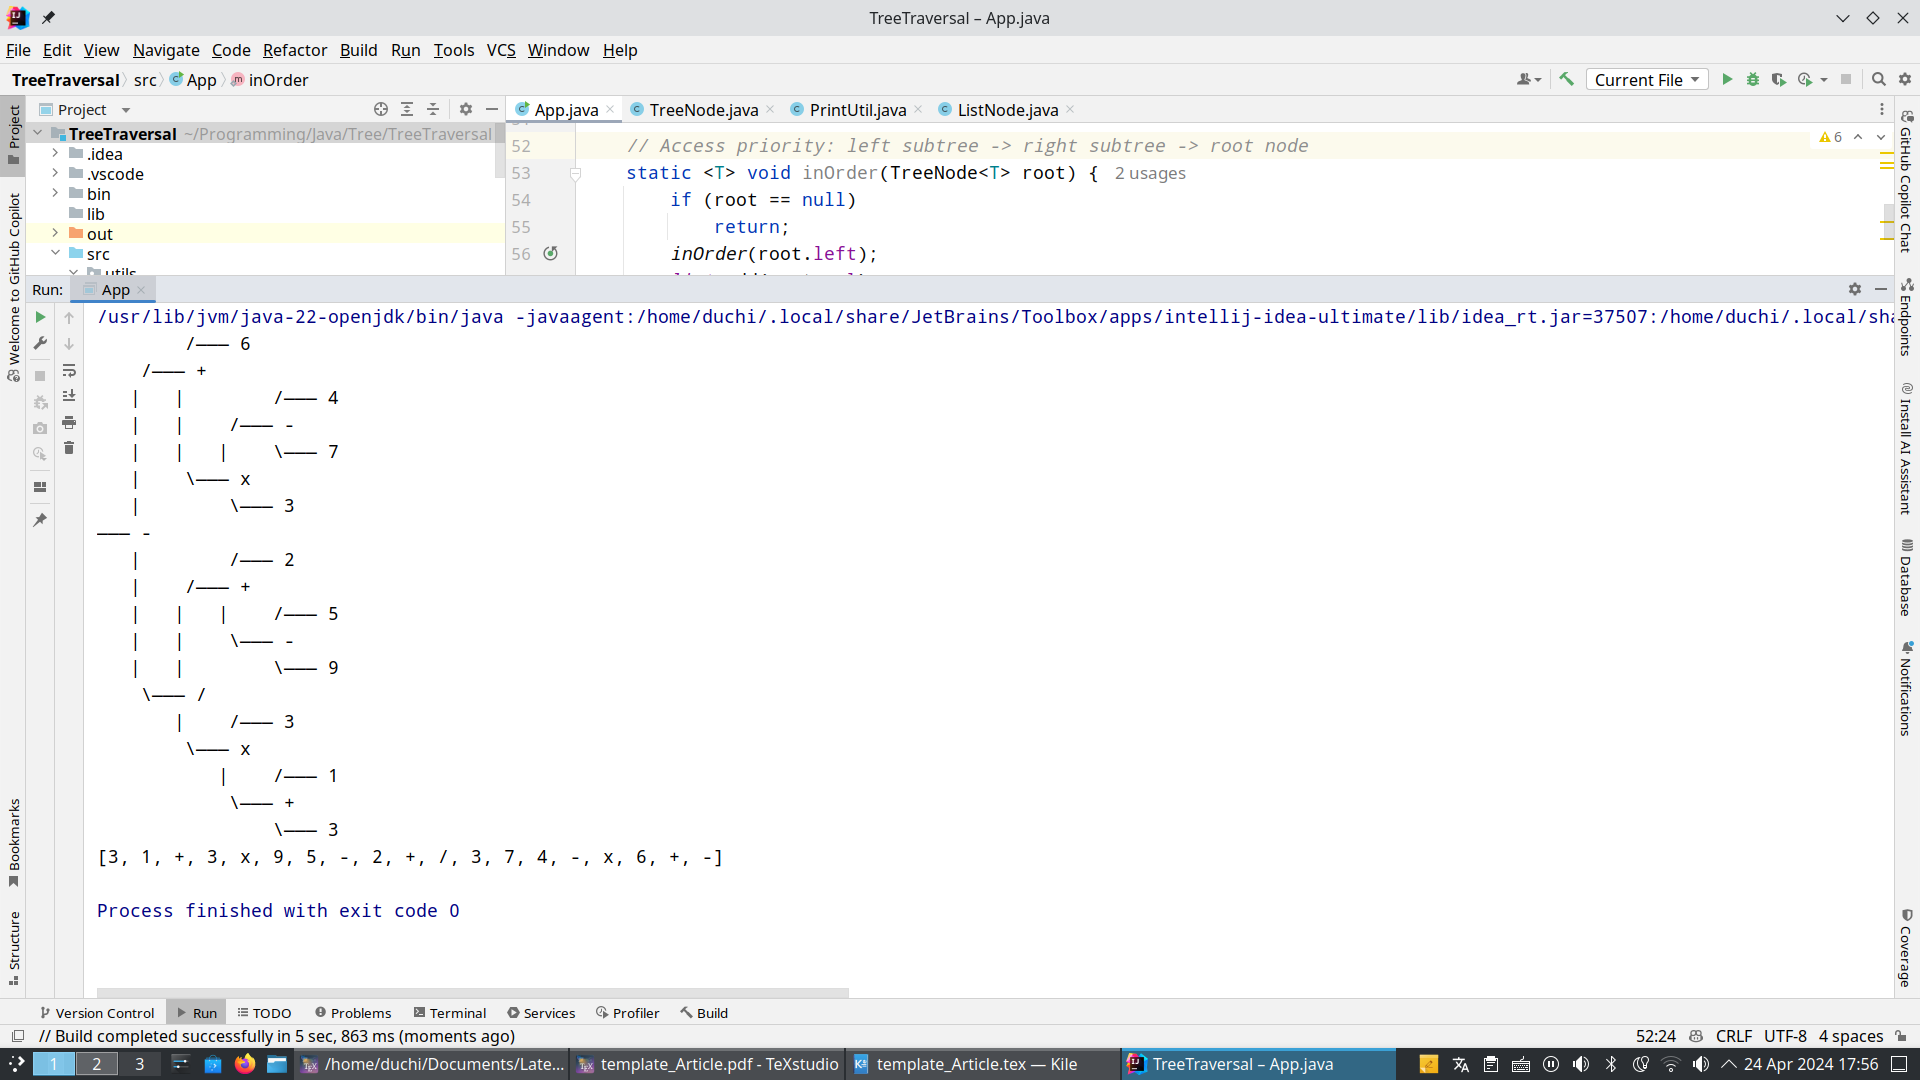 TreeTraversal – App.java
File Edit View Navigate Code Refactor Build Run Tools VCS Window Help
TreeTraversal src App inOrder
Current File
Project
App.java TreeNode.java PrintUtil.java ListNode.java
TreeTraversal ~/Programming/Java/Tree/TreeTraversal
.idea
.vscode
bin
lib
out
src
utils
52 // Access priority: left subtree -> right subtree -> root node
53 static <T> void inOrder(TreeNode<T> root) { 2 usages
54 if (root == null)
55 return;
56 inOrder(root.left);
6
Run: App
/usr/lib/jvm/java-22-openjdk/bin/java -javaagent:/home/duchi/.local/share/JetBrains/Toolbox/apps/intellij-idea-ultimate/lib/idea_rt.jar=37507:/home/duchi/.local/sha
        /─── 6
    /─── +
   |   |        /─── 4
   |   |    /─── -
   |   |   |    \─── 7
   |    \─── x
   |        \─── 3
─── -
   |        /─── 2
   |    /─── +
   |   |   |    /─── 5
   |   |    \─── -
   |   |        \─── 9
    \─── /
       |    /─── 3
        \─── x
           |    /─── 1
            \─── +
                \─── 3
[3, 1, +, 3, x, 9, 5, -, 2, +, /, 3, 7, 4, -, x, 6, +, -]
Process finished with exit code 0
Project
Welcome to GitHub Copilot
Bookmarks
Structure
GitHub Copilot Chat
Endpoints
Install AI Assistant
Database
Notifications
Coverage
Version Control Run TODO Problems Terminal Services Profiler Build
// Build completed successfully in 5 sec, 863 ms (moments ago)
52:24 CRLF UTF-8 4 spaces
1 2 3 /home/duchi/Documents/Late... template_Article.pdf - TeXstudio template_Article.tex — Kile TreeTraversal – App.java 24 Apr 2024 17:56